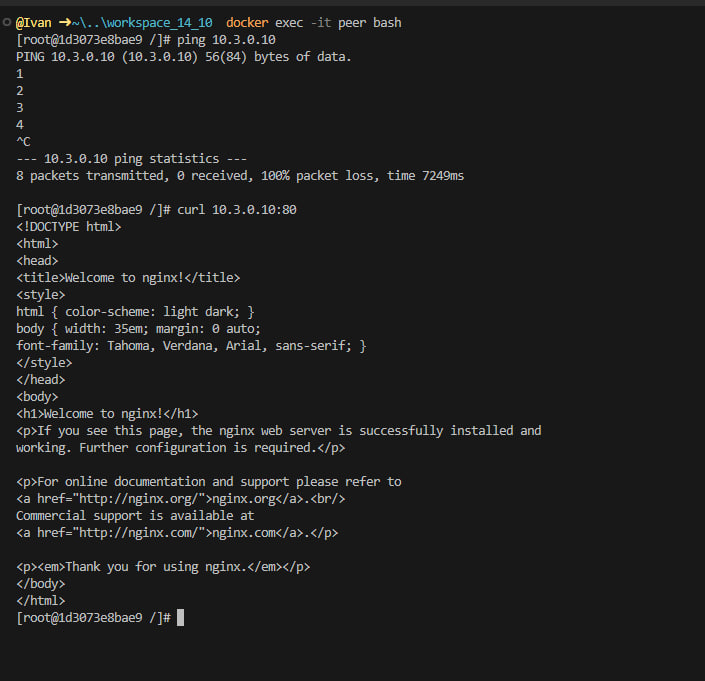 @Ivan ➜~\..\workspace_14_10 docker exec -it peer bash
[root@1d3073e8bae9 /]# ping 10.3.0.10
PING 10.3.0.10 (10.3.0.10) 56(84) bytes of data.
1
2
3
4
^C
--- 10.3.0.10 ping statistics ---
8 packets transmitted, 0 received, 100% packet loss, time 7249ms

[root@1d3073e8bae9 /]# curl 10.3.0.10:80
<!DOCTYPE html>
<html>
<head>
<title>Welcome to nginx!</title>
<style>
html { color-scheme: light dark; }
body { width: 35em; margin: 0 auto;
font-family: Tahoma, Verdana, Arial, sans-serif; }
</style>
</head>
<body>
<h1>Welcome to nginx!</h1>
<p>If you see this page, the nginx web server is successfully installed and
working. Further configuration is required.</p>

<p>For online documentation and support please refer to
<a href="http://nginx.org/">nginx.org</a>.<br/>
Commercial support is available at
<a href="http://nginx.com/">nginx.com</a>.</p>

<p><em>Thank you for using nginx.</em></p>
</body>
</html>
[root@1d3073e8bae9 /]#